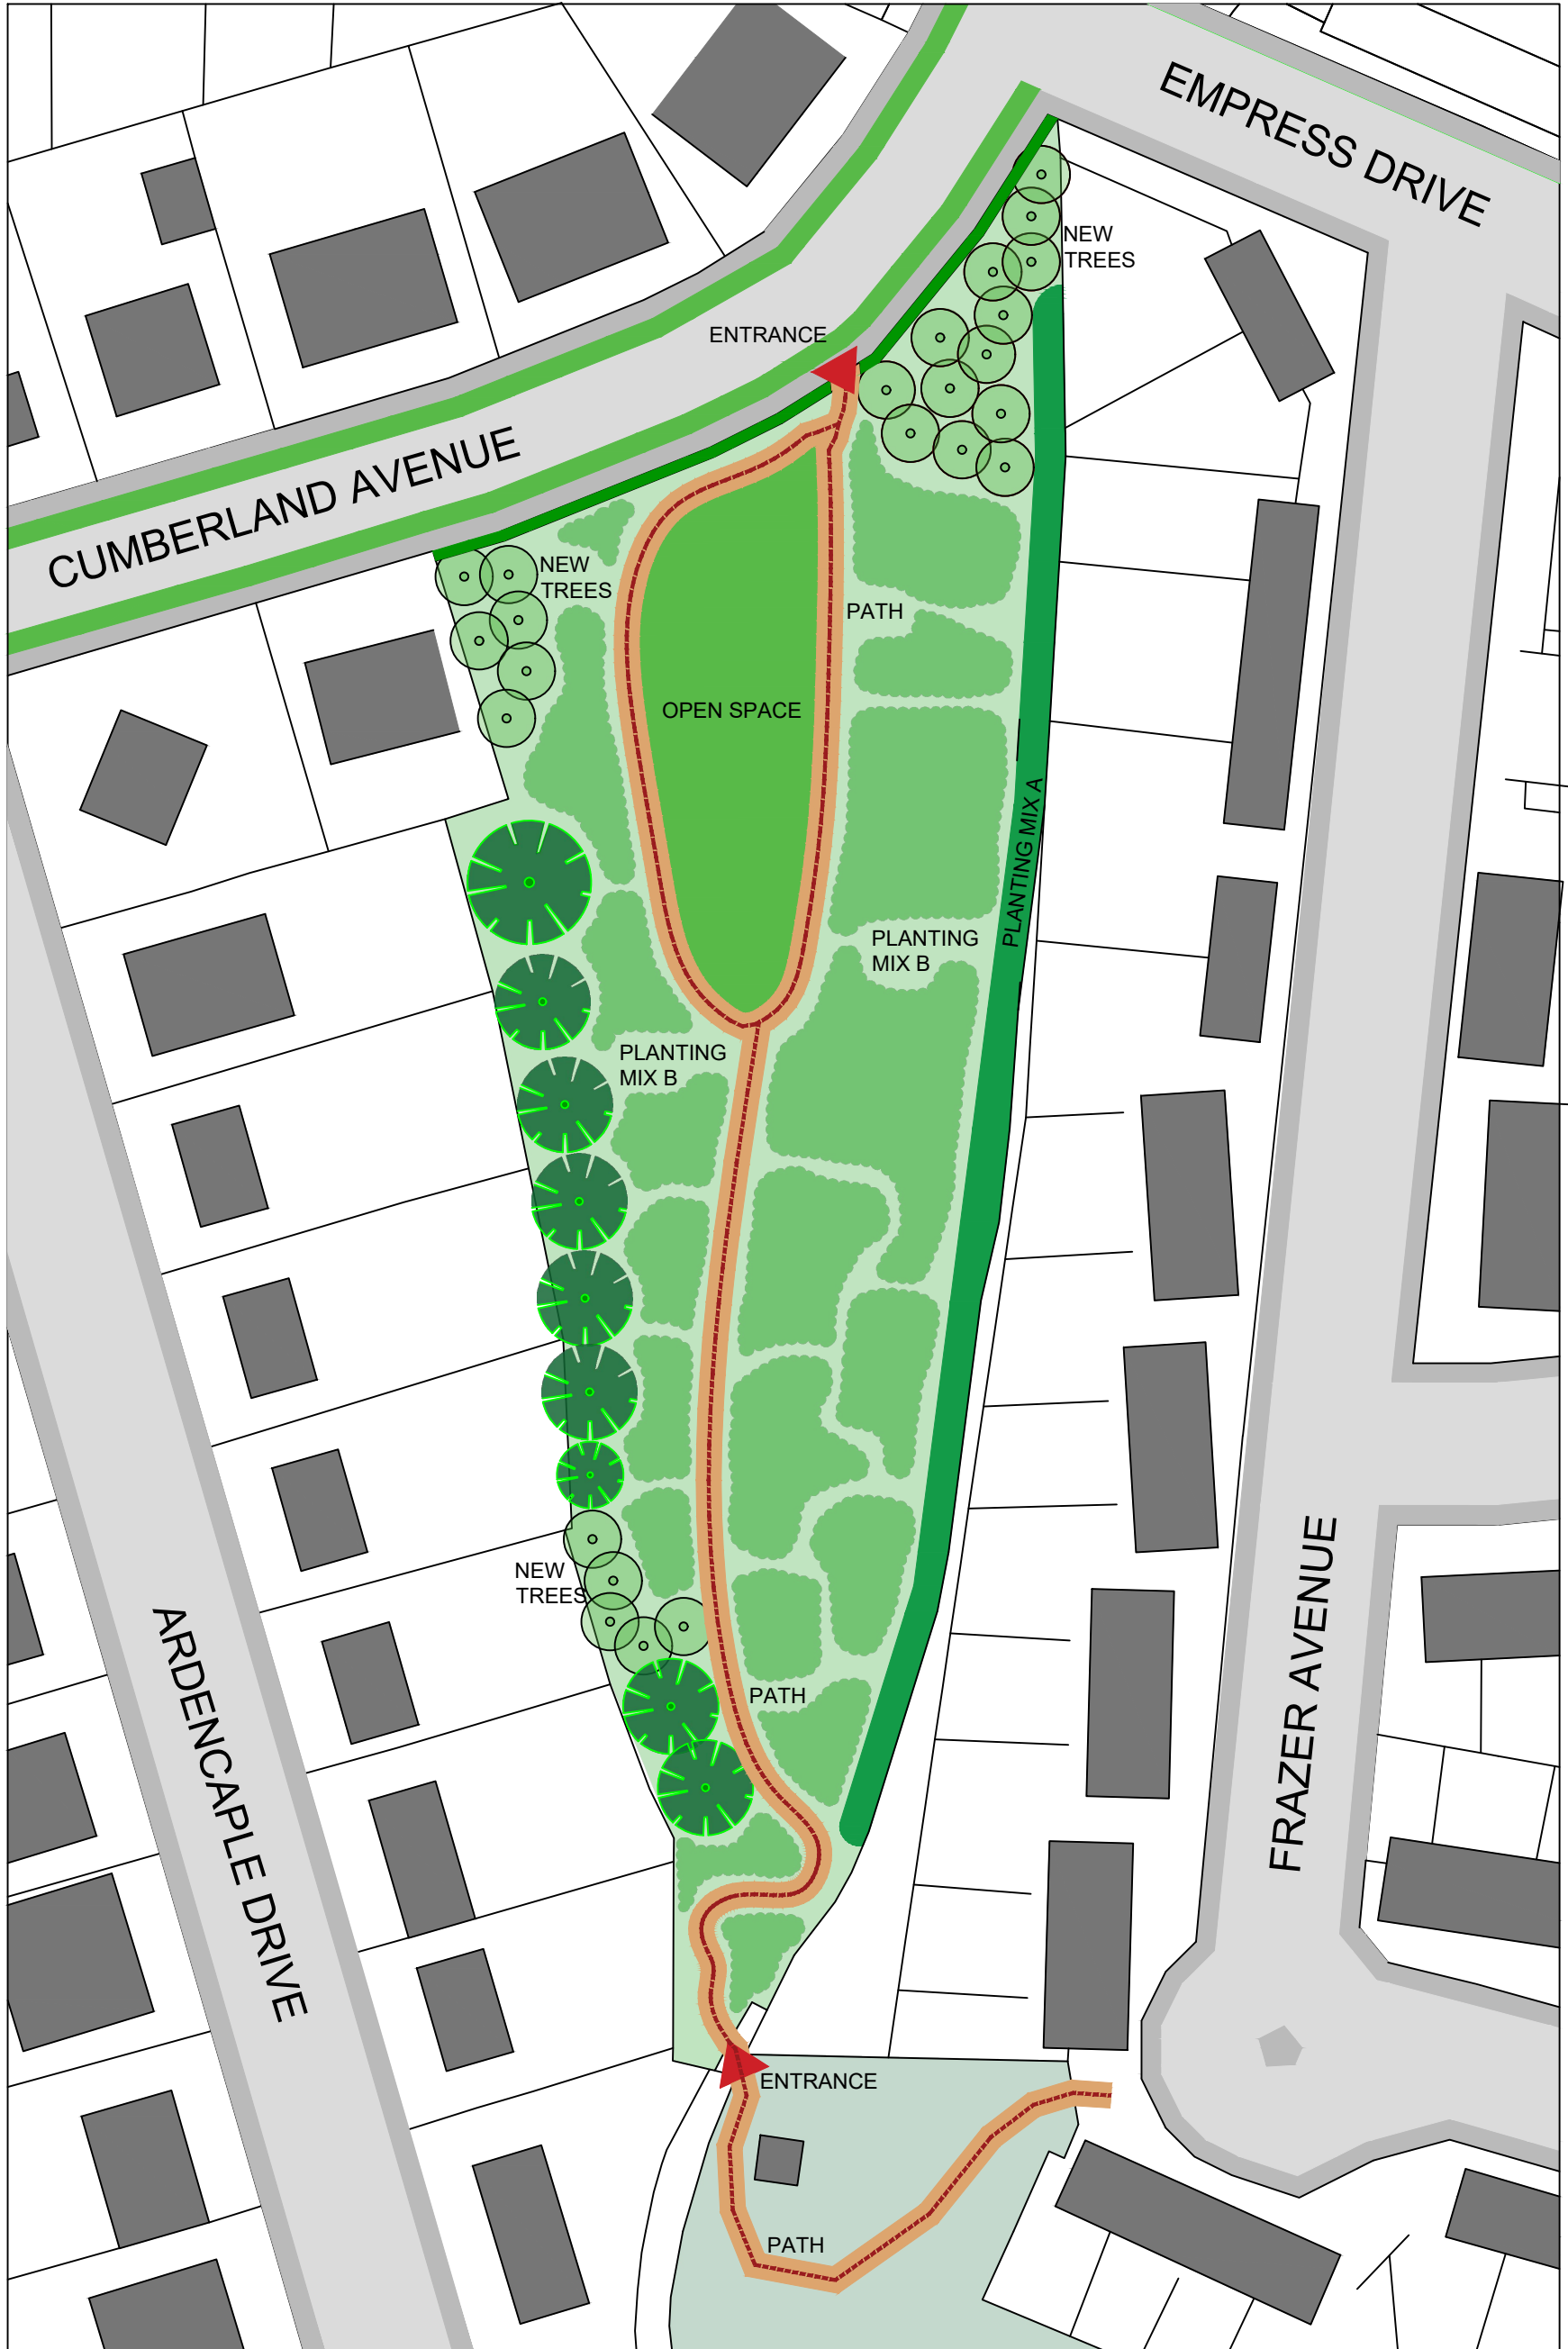 EMPRESS DRIVE
NEW
TREES
ENTRANCE
CUMBERLAND AVENUE
NEW
TREES
PATH
OPEN SPACE
PLANTING MIX A
PLANTING
MIX B
PLANTING
MIX B
NEW
TREES
FRAZER AVENUE
ARDENCAPLE DRIVE
PATH
ENTRANCE
PATH